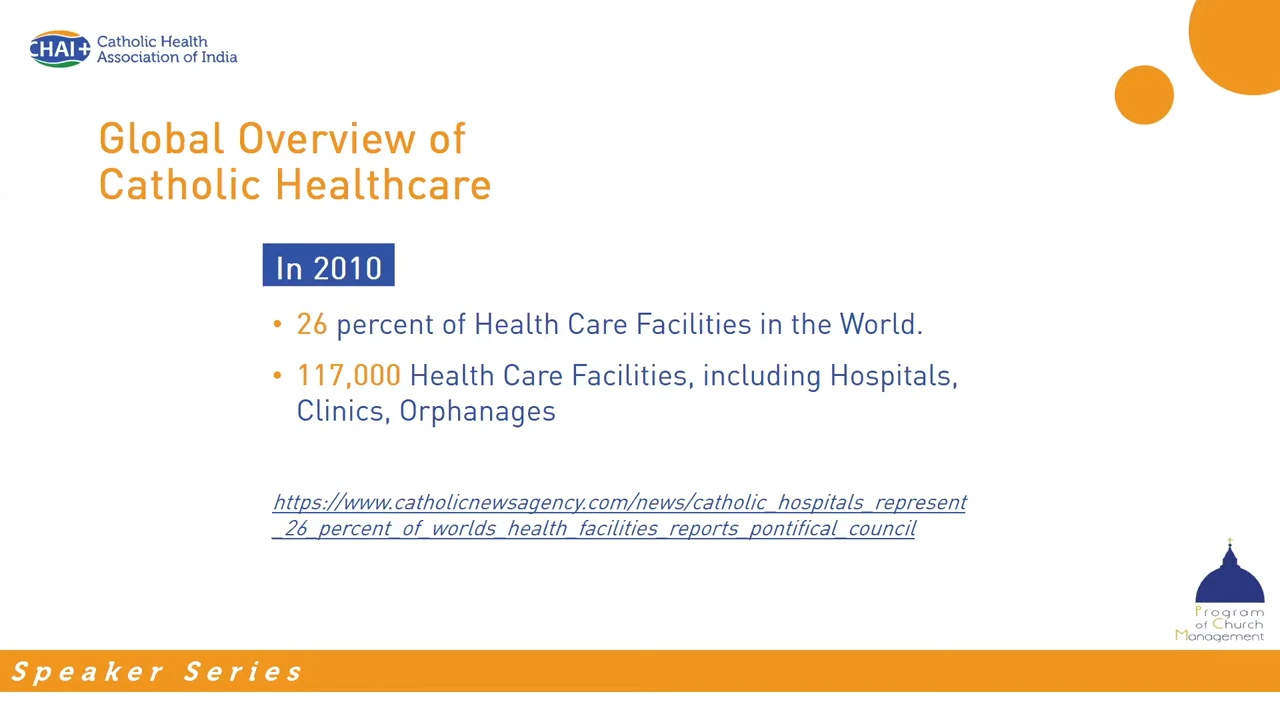 CHAI+
Catholic Health
Association of India
Global Overview of
Catholic Healthcare
In 2010
• 26 percent of Health Care Facilities in the World.
• 117,000 Health Care Facilities, including Hospitals,
Clinics, Orphanages
https://www.catholicnewsagency.com/news/catholic_hospitals_represent
_26_percent_of_worlds_health_facilities_reports_pontifical_council
Program
of Church
Management
Speaker Series